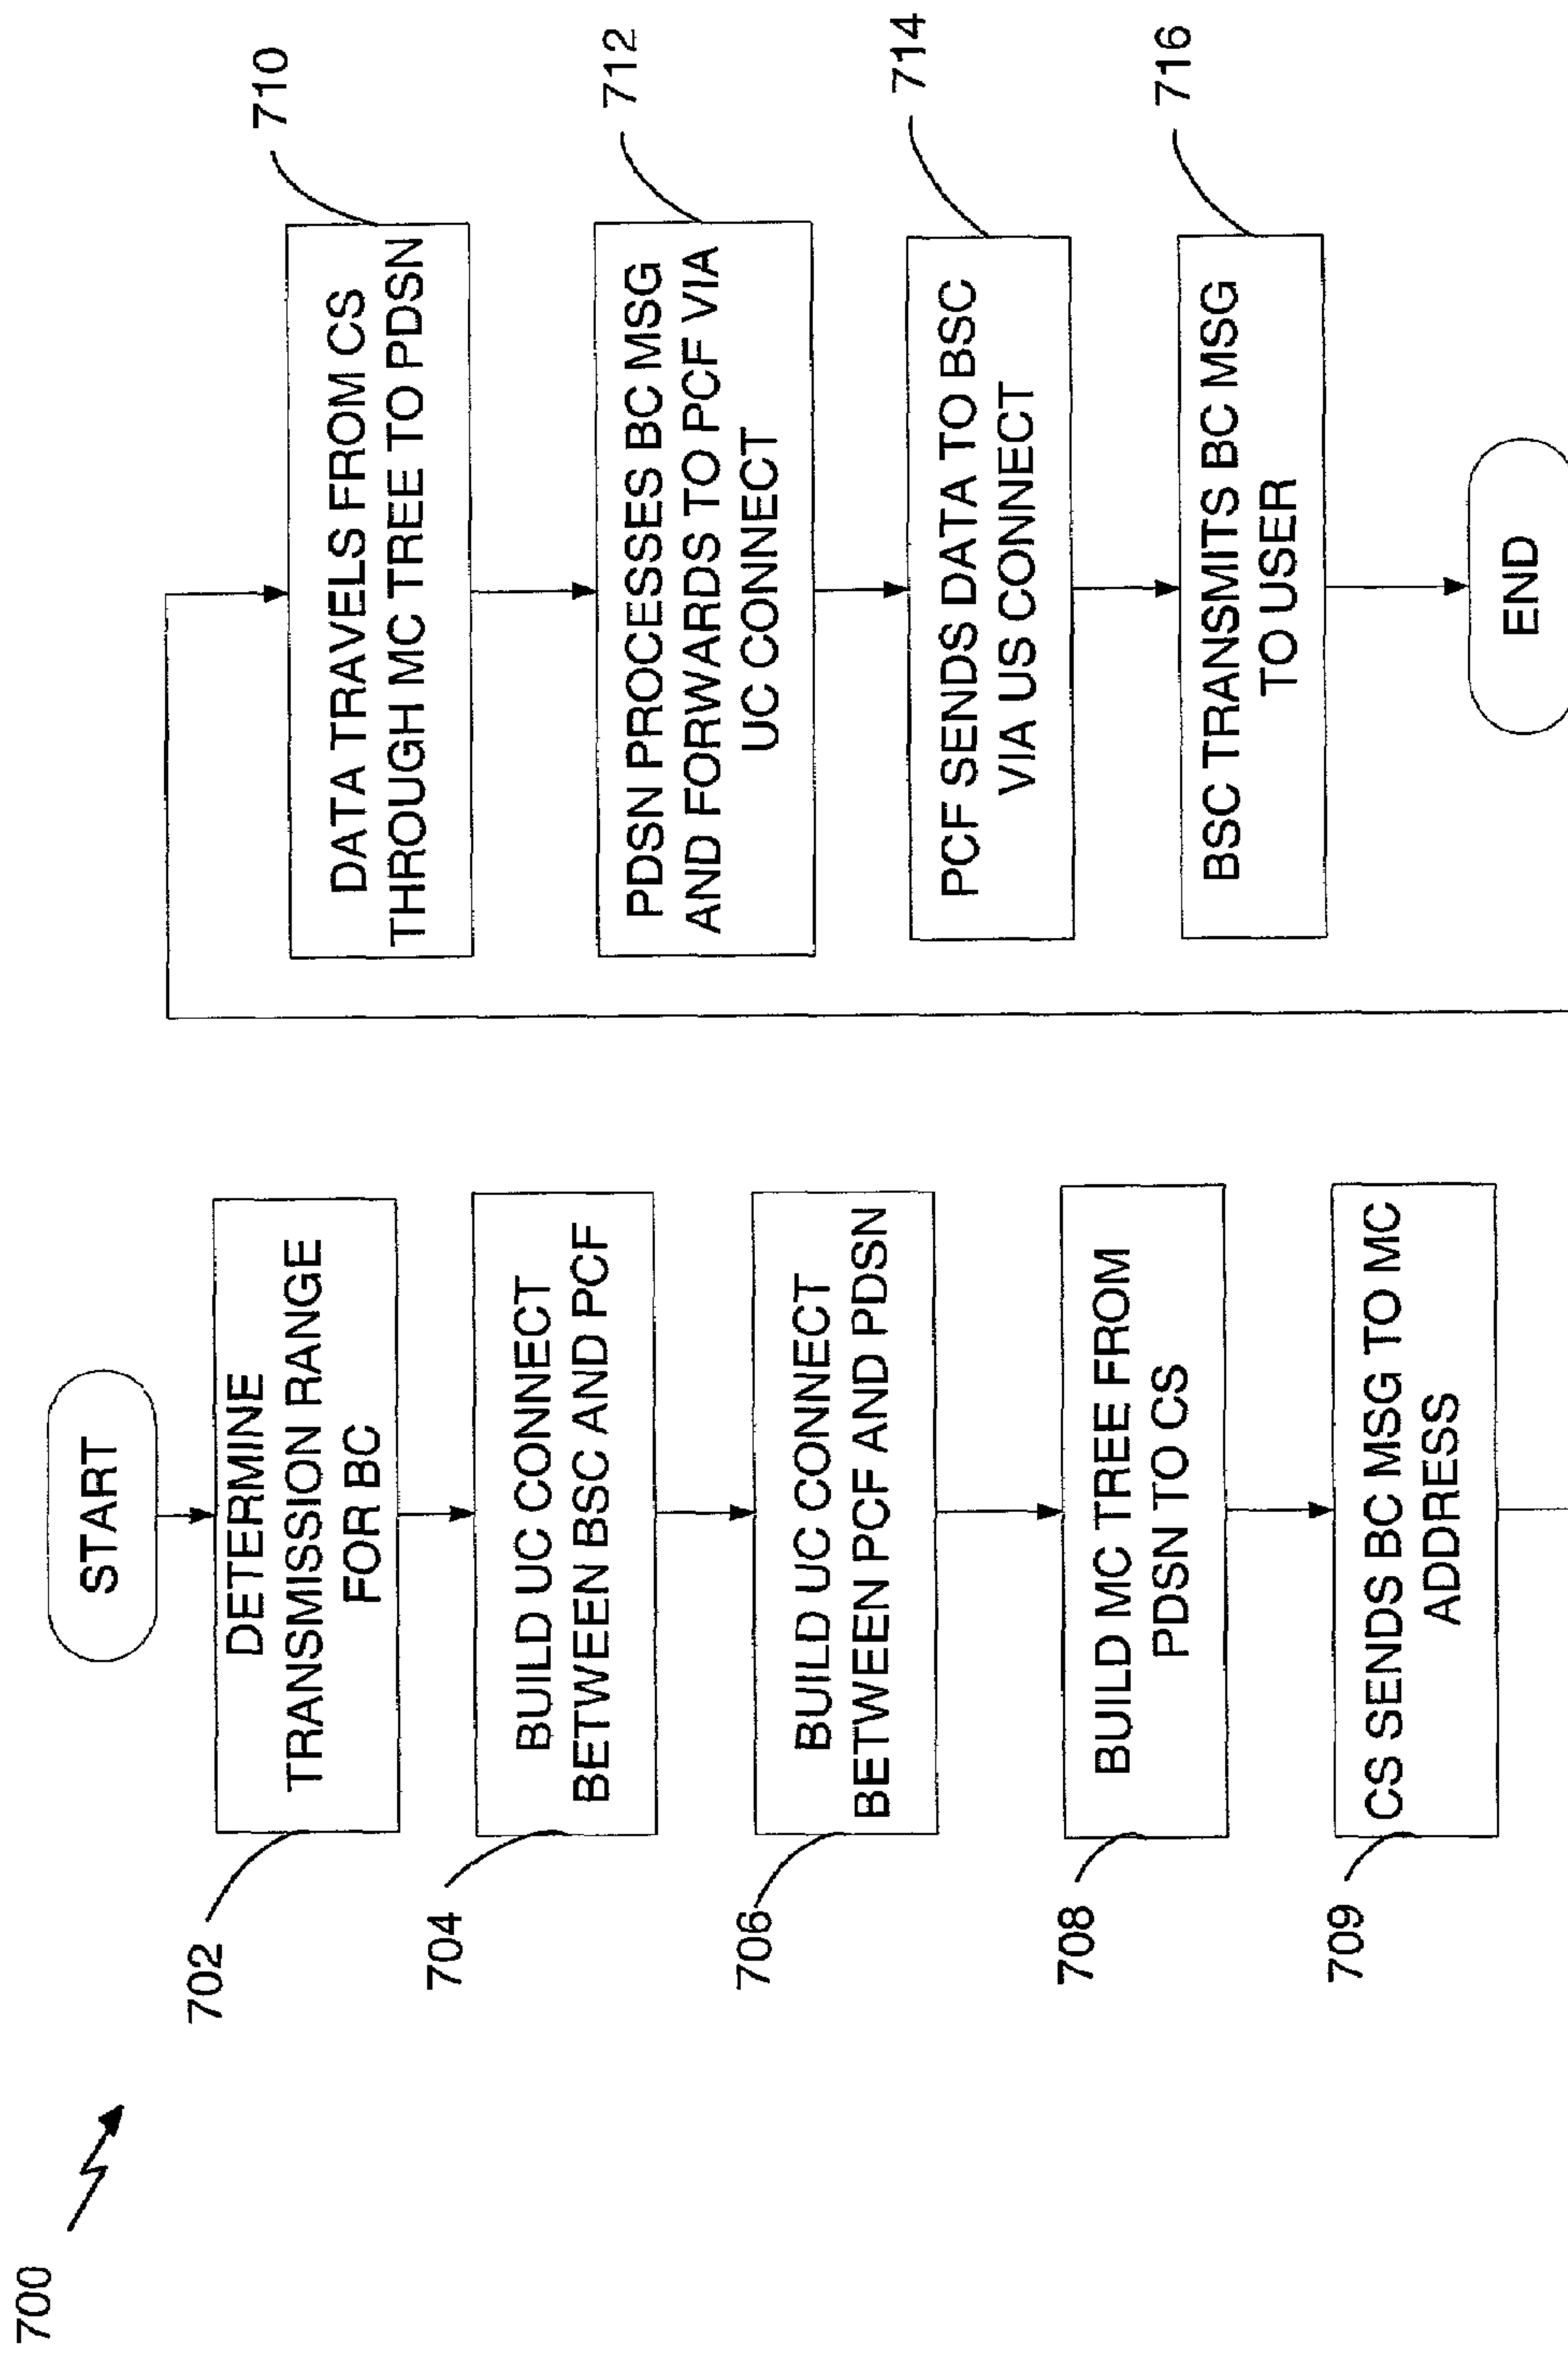 700
START
702
DETERMINE
TRANSMISSION RANGE
FOR BC
704
BUILD UC CONNECT
BETWEEN BSC AND PCF
706
BUILD UC CONNECT
BETWEEN PCF AND PDSN
708
BUILD MC TREE FROM
PDSN TO CS
709
CS SENDS BC MSG TO MC
ADDRESS
710
DATA TRAVELS FROM CS
THROUGH MC TREE TO PDSN
712
PDSN PROCESSES BC MSG
AND FORWARDS TO PCF VIA
UC CONNECT
714
PCF SENDS DATA TO BSC
VIA US CONNECT
716
BSC TRANSMITS BC MSG
TO USER
END